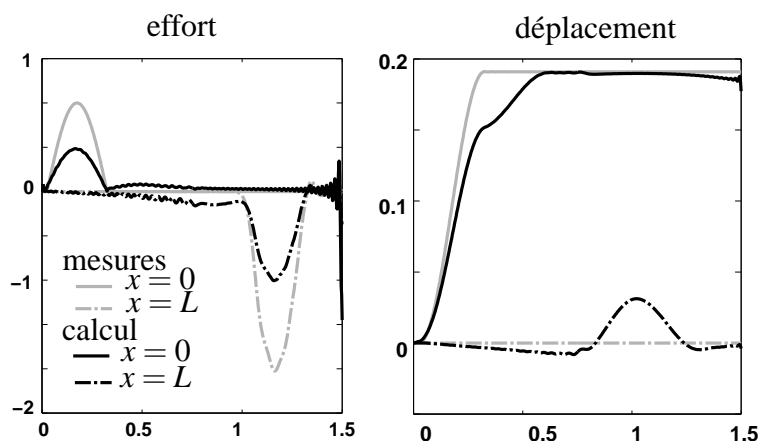 effort
1
0
−1
−2
0
0.5
1
1.5
mesures
x = 0
x = L
calcul
x = 0
x = L
déplacement
0.2
0.1
0
0
0.5
1
1.5